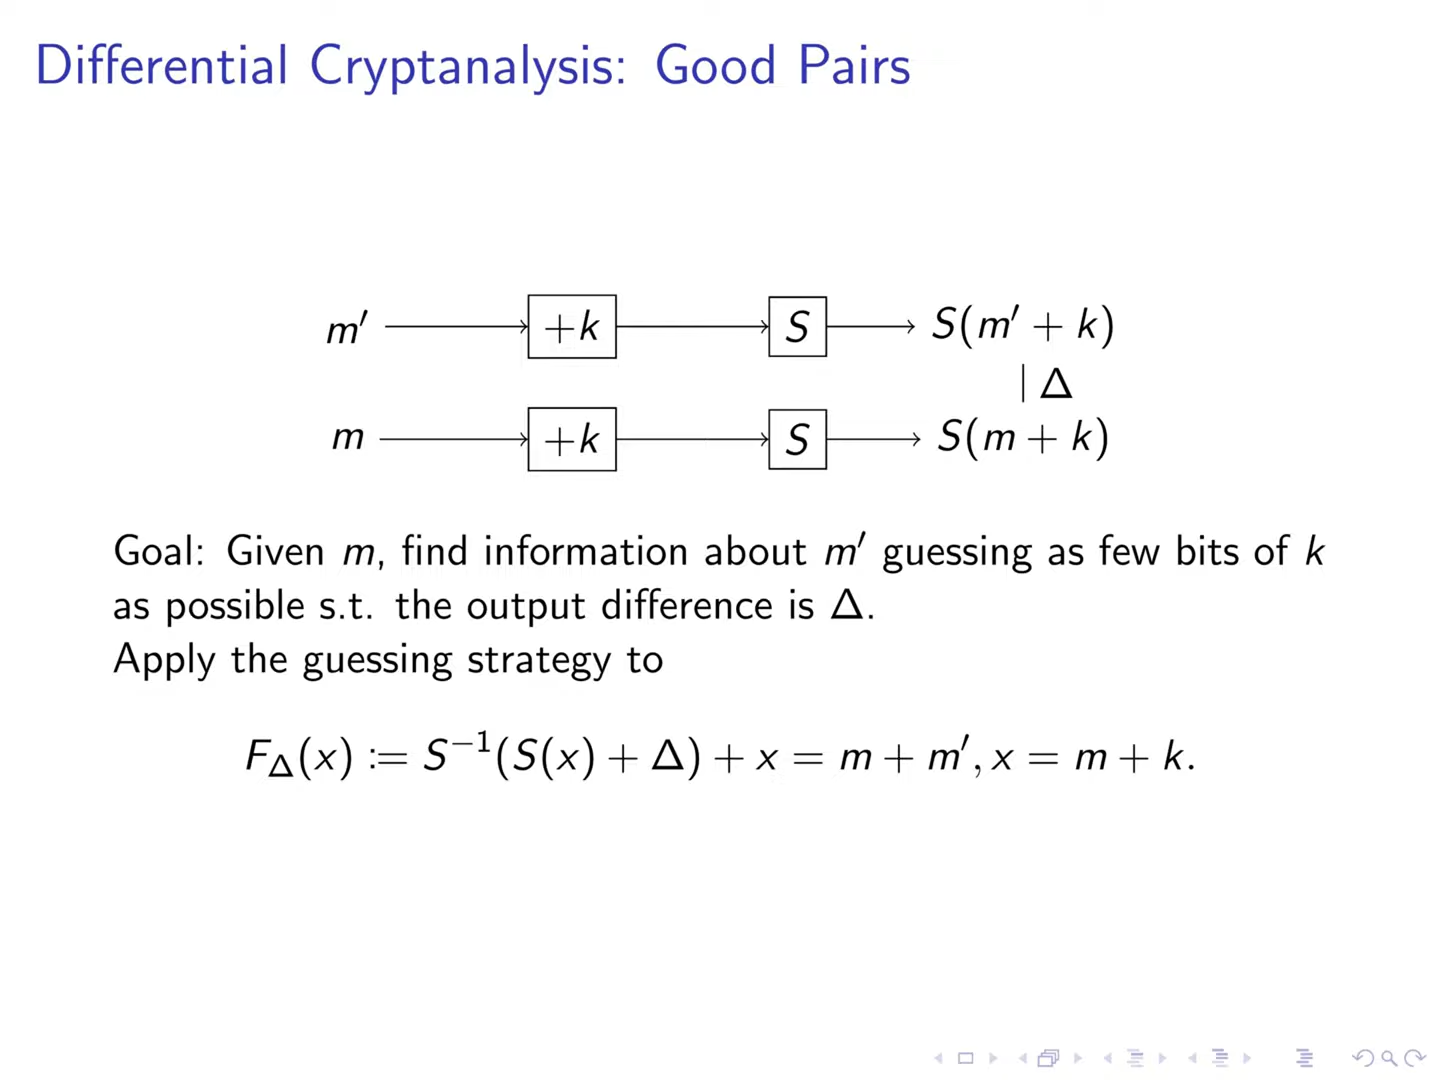 Differential Cryptanalysis: Good Pairs
m′ +k S S(m′ + k)
| Δ
m +k S S(m + k)
Goal: Given m, find information about m′ guessing as few bits of k
as possible s.t. the output difference is Δ.
Apply the guessing strategy to
F_Δ(x) := S⁻¹(S(x) + Δ) + x = m + m′, x = m + k.